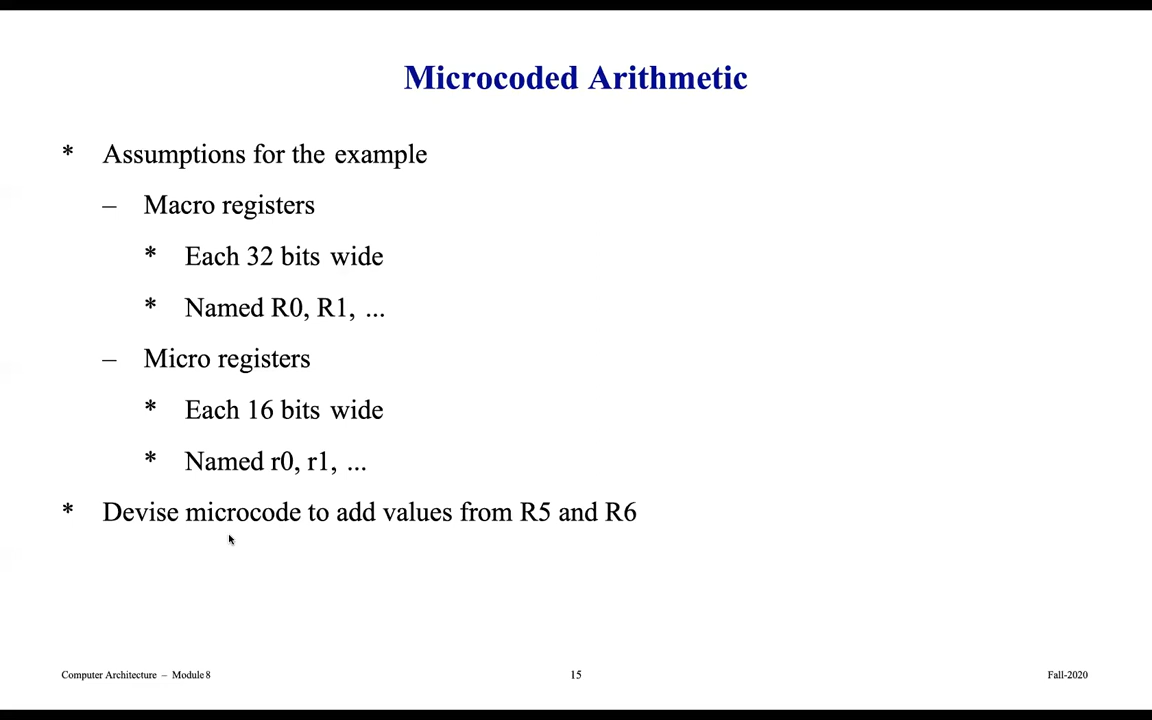 Microcoded Arithmetic
* Assumptions for the example
– Macro registers
* Each 32 bits wide
* Named R0, R1, ...
– Micro registers
* Each 16 bits wide
* Named r0, r1, ...
* Devise microcode to add values from R5 and R6
Computer Architecture – Module 8 15 Fall-2020